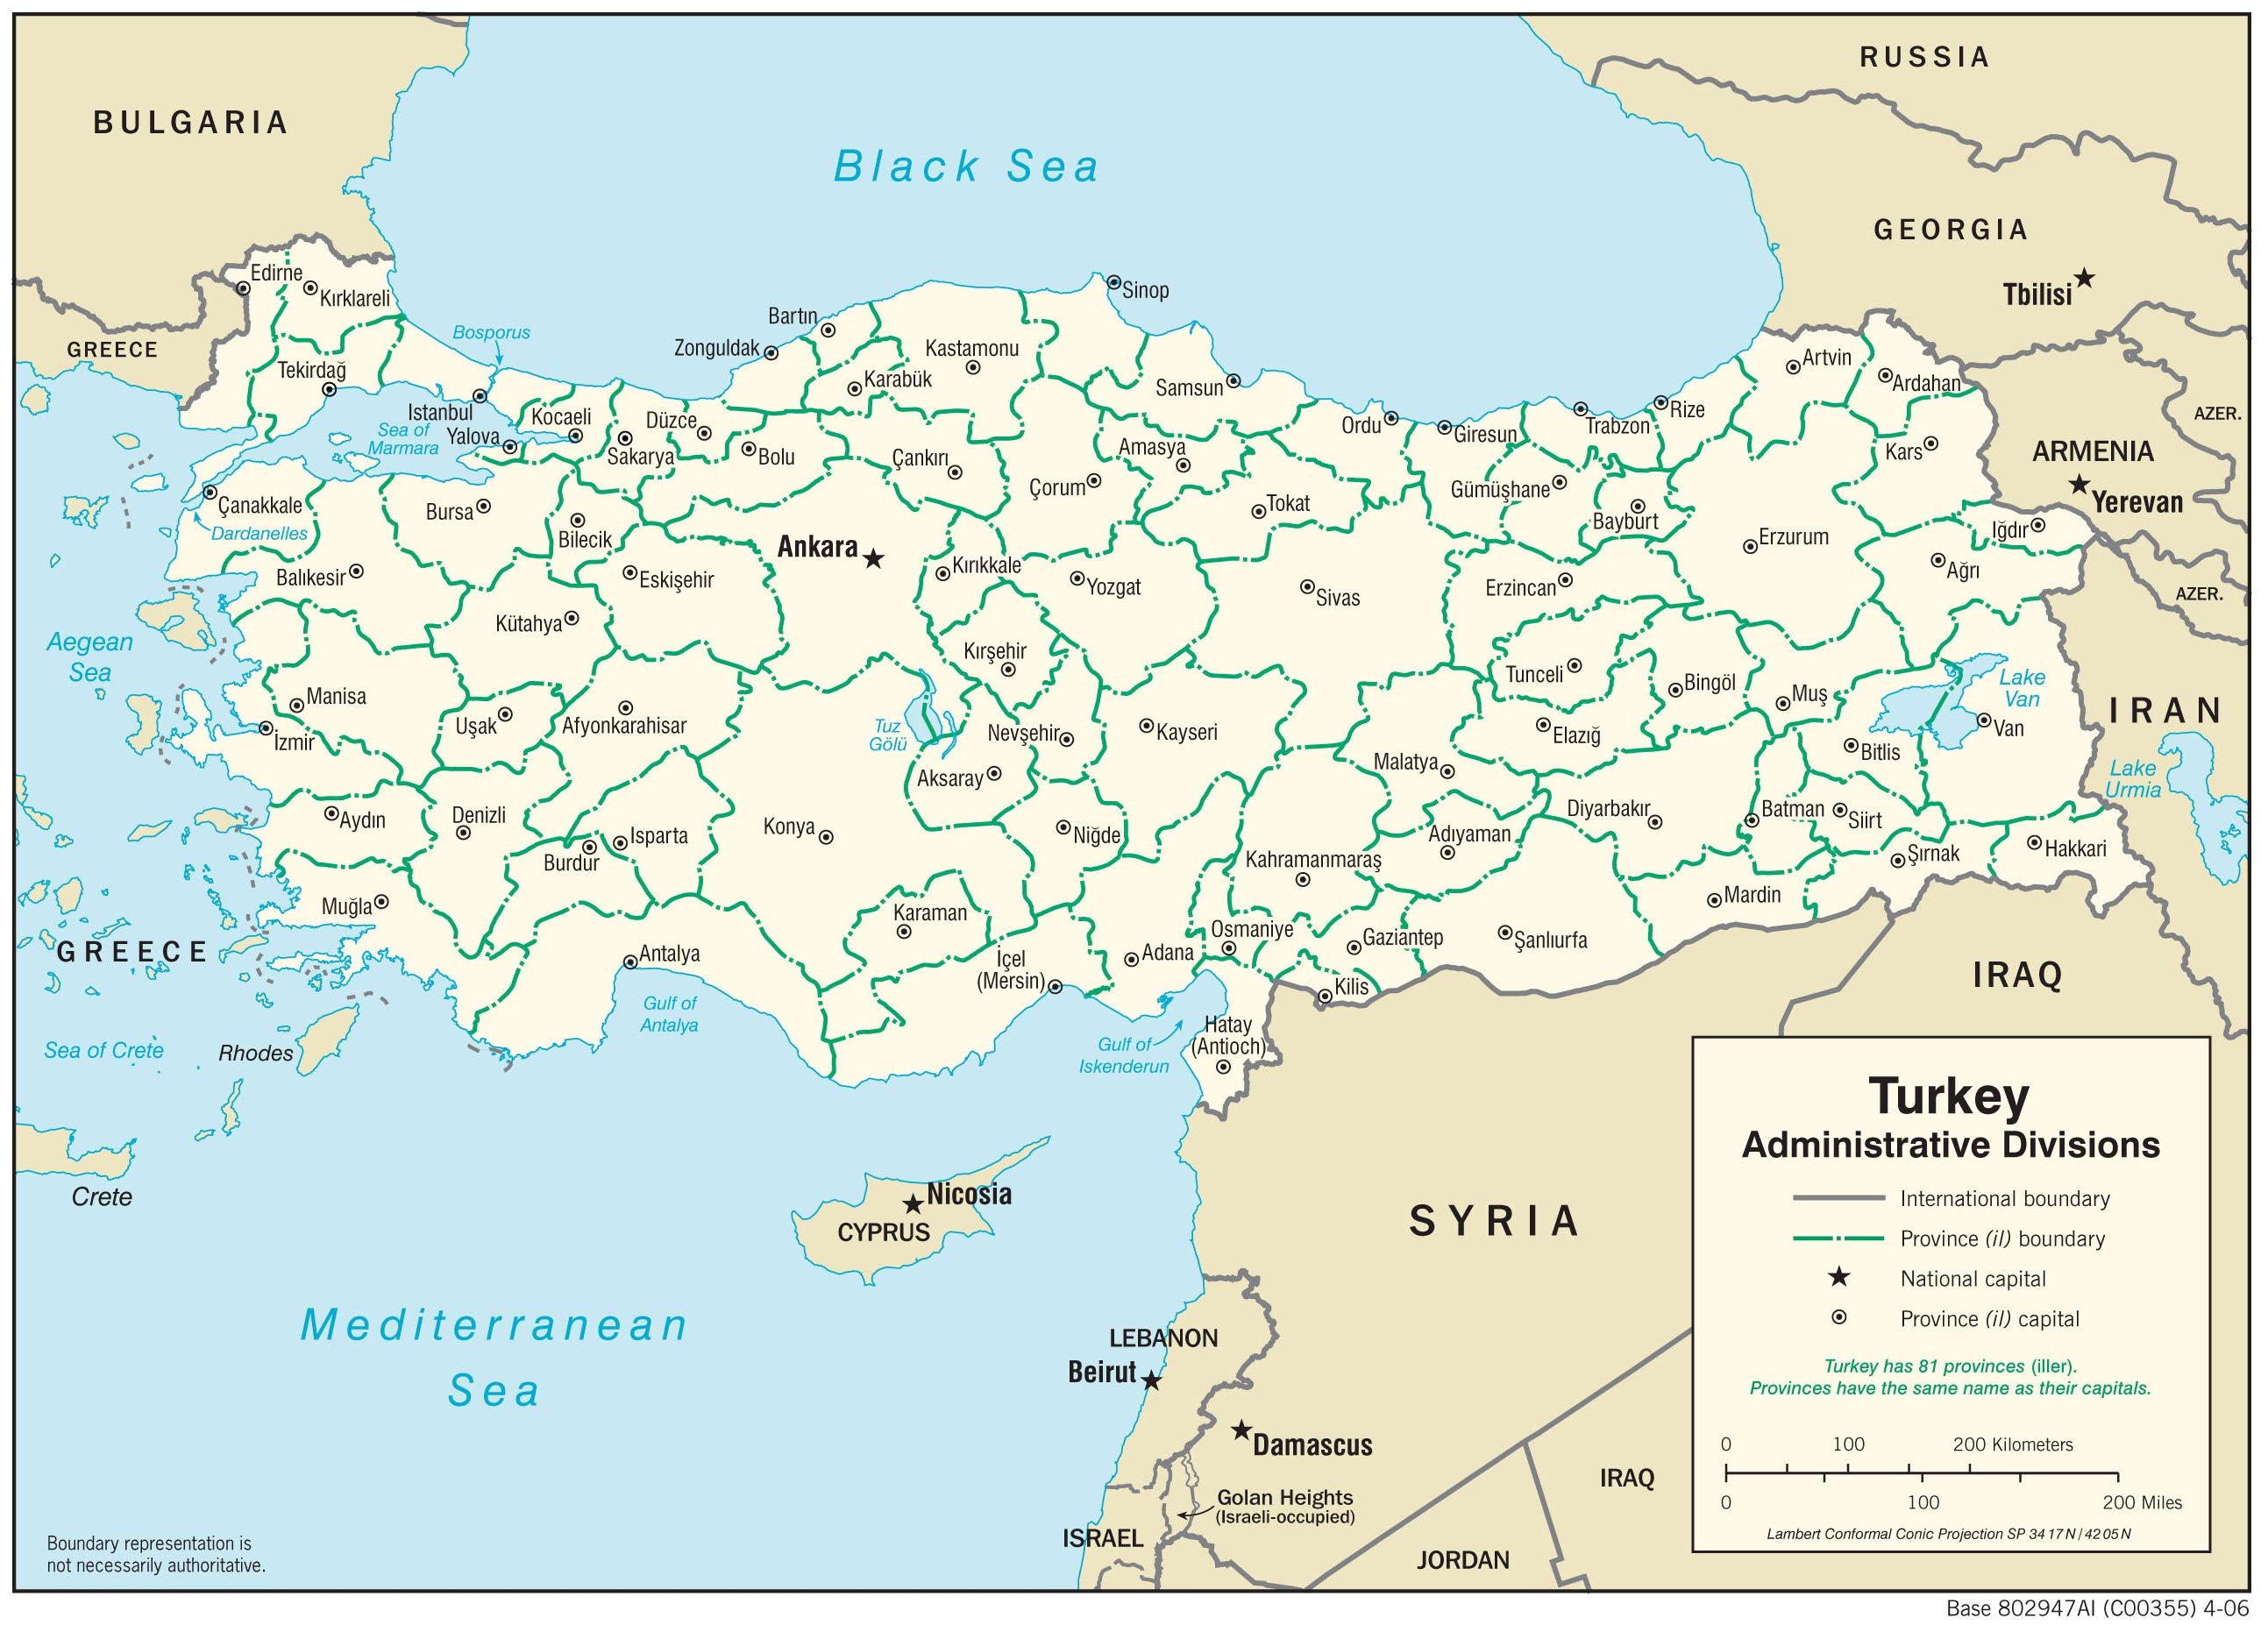 RUSSIA
BULGARIA
Black Sea
GEORGIA
Tbilisi
Edirne
Kırklareli
Sinop
Bartın
Bosporus
GREECE
Zonguldak
Kastamonu
Artvin
Tekirdağ
Karabük
Samsun
Ardahan
Istanbul
Kocaeli
Düzce
Ordu
Giresun
Trabzon
Rize
AZER.
Sea of
Marmara
Yalova
Sakarya
Bolu
Çankırı
Amasya
Kars
ARMENIA
Yerevan
Çanakkale
Bursa
Çorum
Tokat
Gümüşhane
Bayburt
Dardanelles
Bilecik
Ankara
Erzurum
Iğdır
Balıkesir
Eskişehir
Kırıkkale
Yozgat
Sivas
Erzincan
Ağrı
AZER.
Aegean
Sea
Kütahya
Kırşehir
Tunceli
Bingöl
Muş
Lake
Van
Manisa
Uşak
Afyonkarahisar
Tuz
Gölü
Nevşehir
Kayseri
Elazığ
Van
IRAN
İzmir
Bitlis
Aksaray
Malatya
Lake
Urmia
Aydın
Denizli
Isparta
Burdur
Konya
Niğde
Adıyaman
Diyarbakır
Batman
Siirt
Kahramanmaraş
Şırnak
Hakkari
Muğla
Karaman
Mardin
GREECE
Antalya
İçel
(Mersin)
Adana
Osmaniye
Gaziantep
Şanlıurfa
IRAQ
Kilis
Gulf of
Antalya
Sea of Crete
Rhodes
Gulf of
Iskenderun
Hatay
(Antioch)
Crete
Nicosia
CYPRUS
SYRIA
Mediterranean
Sea
LEBANON
Beirut
Damascus
Golan Heights
(Israeli-occupied)
ISRAEL
JORDAN
IRAQ
Turkey
Administrative Divisions
International boundary
Province (il) boundary
National capital
Province (il) capital
Turkey has 81 provinces (iller).
Provinces have the same name as their capitals.
0 100 200 Kilometers
0 100 200 Miles
Lambert Conformal Conic Projection SP 34 17 N / 42 05 N
Boundary representation is
not necessarily authoritative.
Base 802947AI (C00355) 4-06